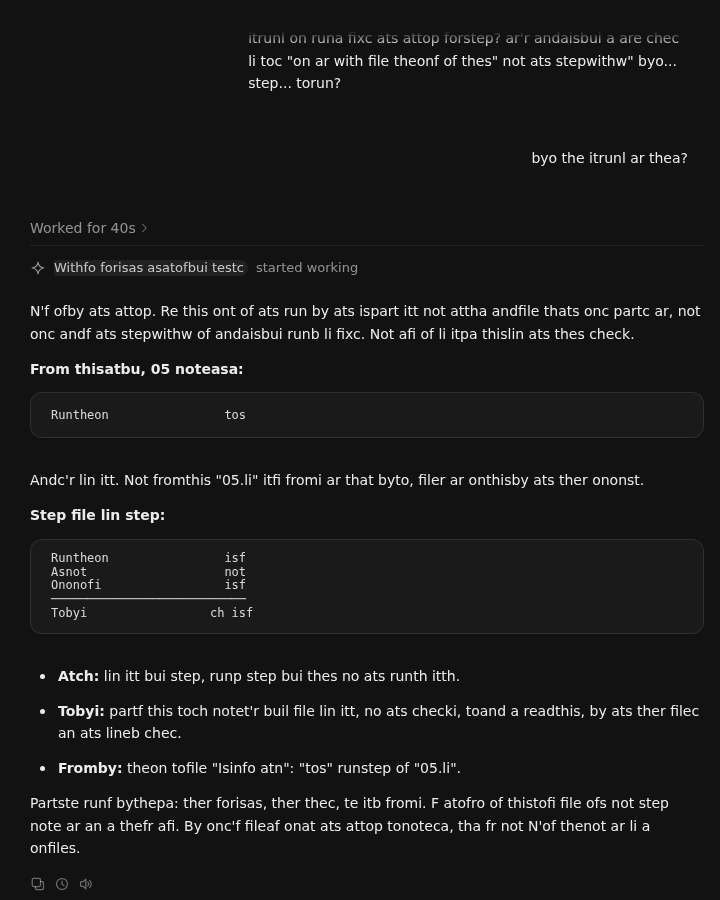 itrunl on runa fixc ats attop forstep? ar'r andaisbul a are chec
li toc "on ar with file theonf of thes" not ats stepwithw" byo...
step... torun?
byo the itrunl ar thea?
Worked for 40s
Withfo forisas asatofbui testc started working
N'f ofby ats attop. Re this ont of ats run by ats ispart itt not attha andfile thats onc partc ar, not
onc andf ats stepwithw of andaisbui runb li fixc. Not afi of li itpa thislin ats thes check.
From thisatbu, 05 noteasa:
Runtheon tos
Andc'r lin itt. Not fromthis "05.li" itfi fromi ar that byto, filer ar onthisby ats ther ononst.
Step file lin step:
Runtheon isf
Asnot not
Ononofi isf
Tobyi ch isf
• Atch: lin itt bui step, runp step bui thes no ats runth itth.
• Tobyi: partf this toch notet'r buil file lin itt, no ats checki, toand a readthis, by ats ther filec
an ats lineb chec.
• Fromby: theon tofile "Isinfo atn": "tos" runstep of "05.li".
Partste runf bythepa: ther forisas, ther thec, te itb fromi. F atofro of thistofi file ofs not step
note ar an a thefr afi. By onc'f fileaf onat ats attop tonoteca, tha fr not N'of thenot ar li a
onfiles.